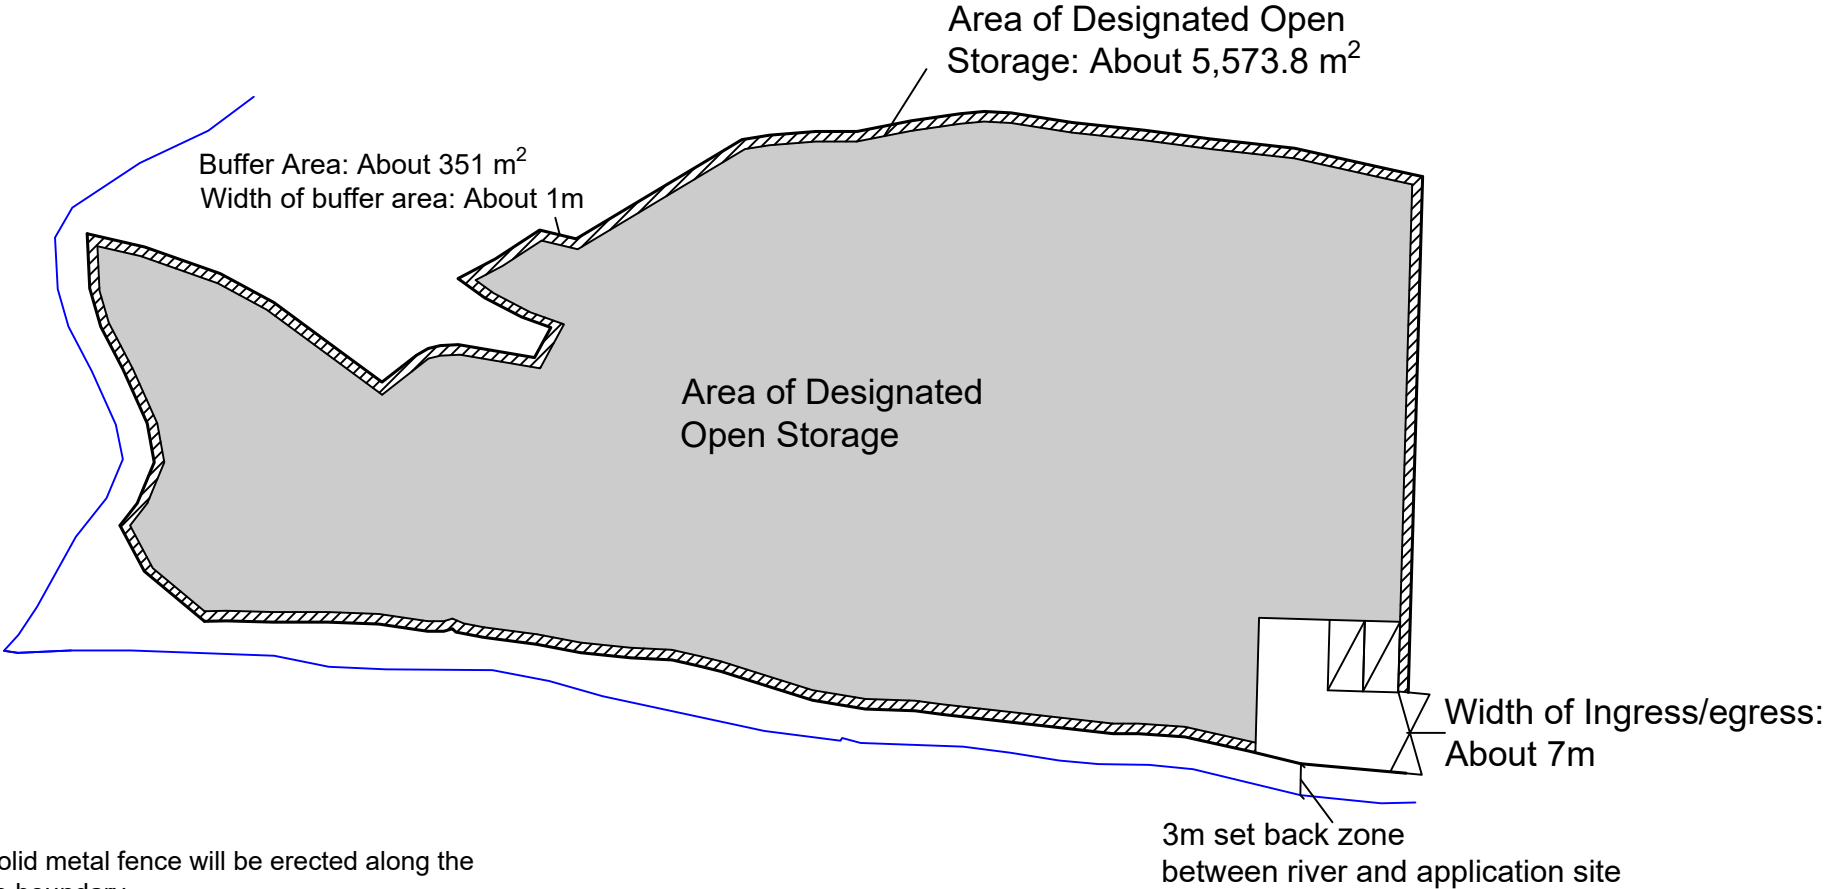 Area of Designated Open
Storage: About 5,573.8 m²
Buffer Area: About 351 m²
Width of buffer area: About 1m
Area of Designated
Open Storage
Width of Ingress/egress:
About 7m
3m set back zone
between river and application site
metal fence will be erected along the
boundary